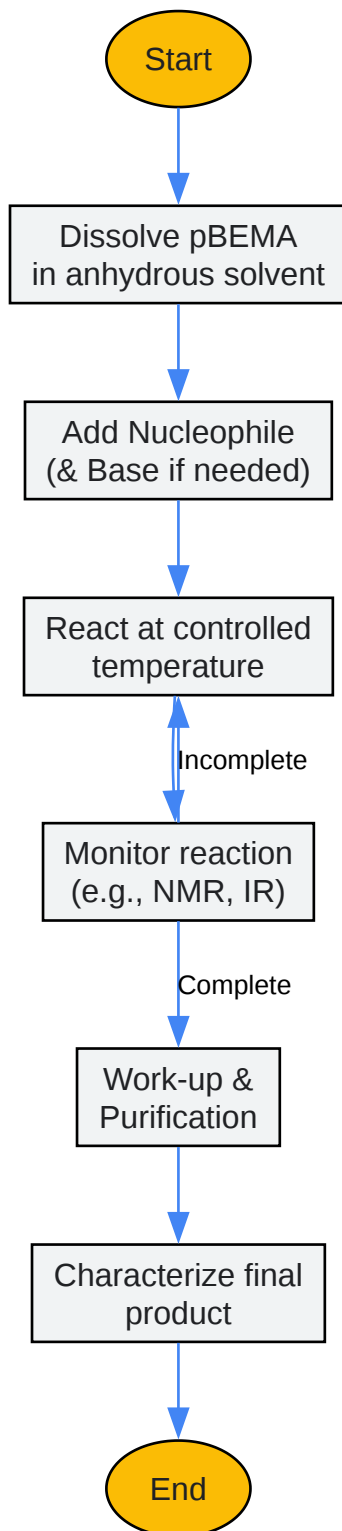 Start
Dissolve pBEMA
in anhydrous solvent
Add Nucleophile
(& Base if needed)
React at controlled
temperature
Incomplete
Monitor reaction
(e.g., NMR, IR)
Complete
Work-up &
Purification
Characterize final
product
End